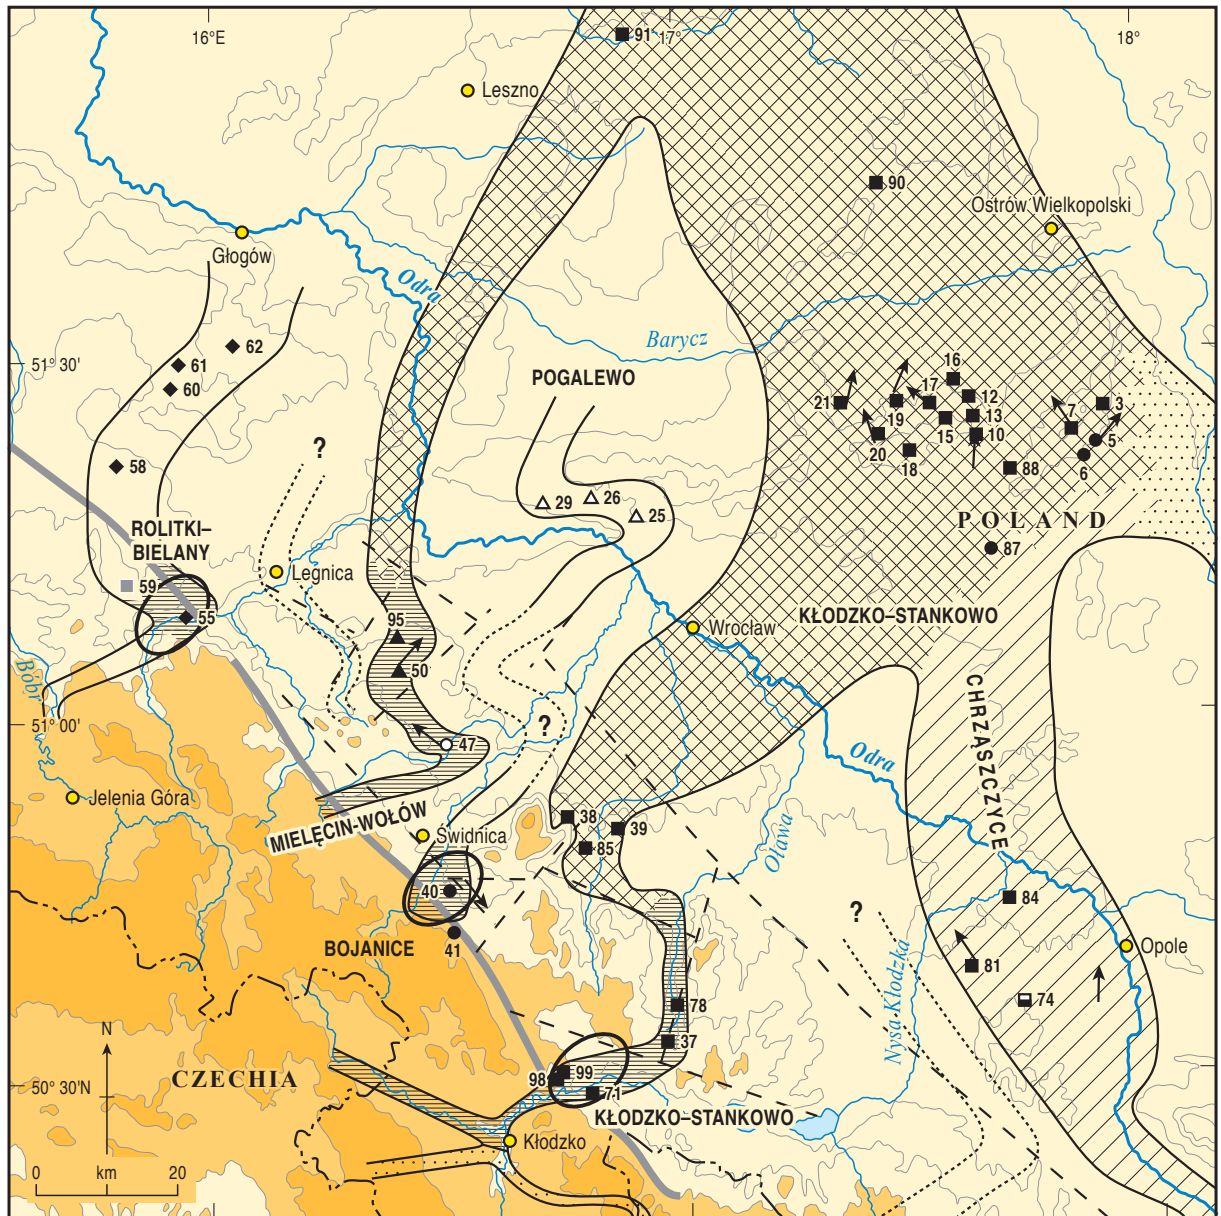 16°E
17°
18°
91
Leszno
90
Ostrów Wielkopolski
Głogów
Odra
Barycz
62
61
60
51° 30'
POGALEWO
16
17
12
21
19
13
3
7
15
10
5
20
18
6
88
?
58
29
26
25
ROLITKI–
BIELANY
POLAND
87
59
Legnica
55
95
Wrocław
KŁODZKO–STANKOWO
50
Bóbr
CHRZĄSZCZYCE
51° 00'
?
47
Odra
Jelenia Góra
MIELĘCIN-WOŁÓW
38
39
Świdnica
85
Oława
40
84
?
BOJANICE
41
Opole
81
Nysa Kłodzka
74
78
N
37
CZECHIA
99
98
50° 30'N
71
KŁODZKO–STANKOWO
Kłodzko
0 km 20